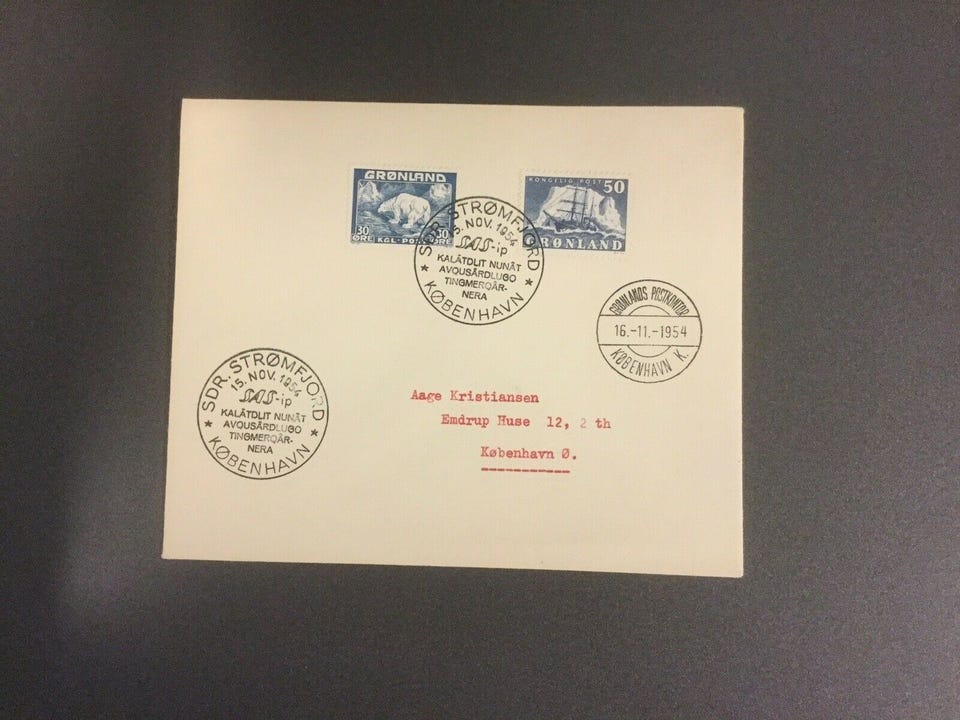 GRØNLAND
30 30
ØRE KGL. POST ØRE
KONGELIG POST 50
GRØNLAND
SDR. STRØMFJORD
15. NOV. 1954
SAS-ip
KALÂTDLIT NUNÂT
AVQUSÂRDLUGO
TINGMERQÂR-
NERA
★ KØBENHAVN ★
GRØNLANDS POSTKONTOR
16.-11.-1954
KØBENHAVN K.
SDR. STRØMFJORD
15. NOV. 1954
SAS-ip
KALÂTDLIT NUNÂT
AVQUSÂRDLUGO
TINGMERQÂR-
NERA
★ KØBENHAVN ★
Aage Kristiansen
Emdrup Huse 12, 2 th
København Ø.